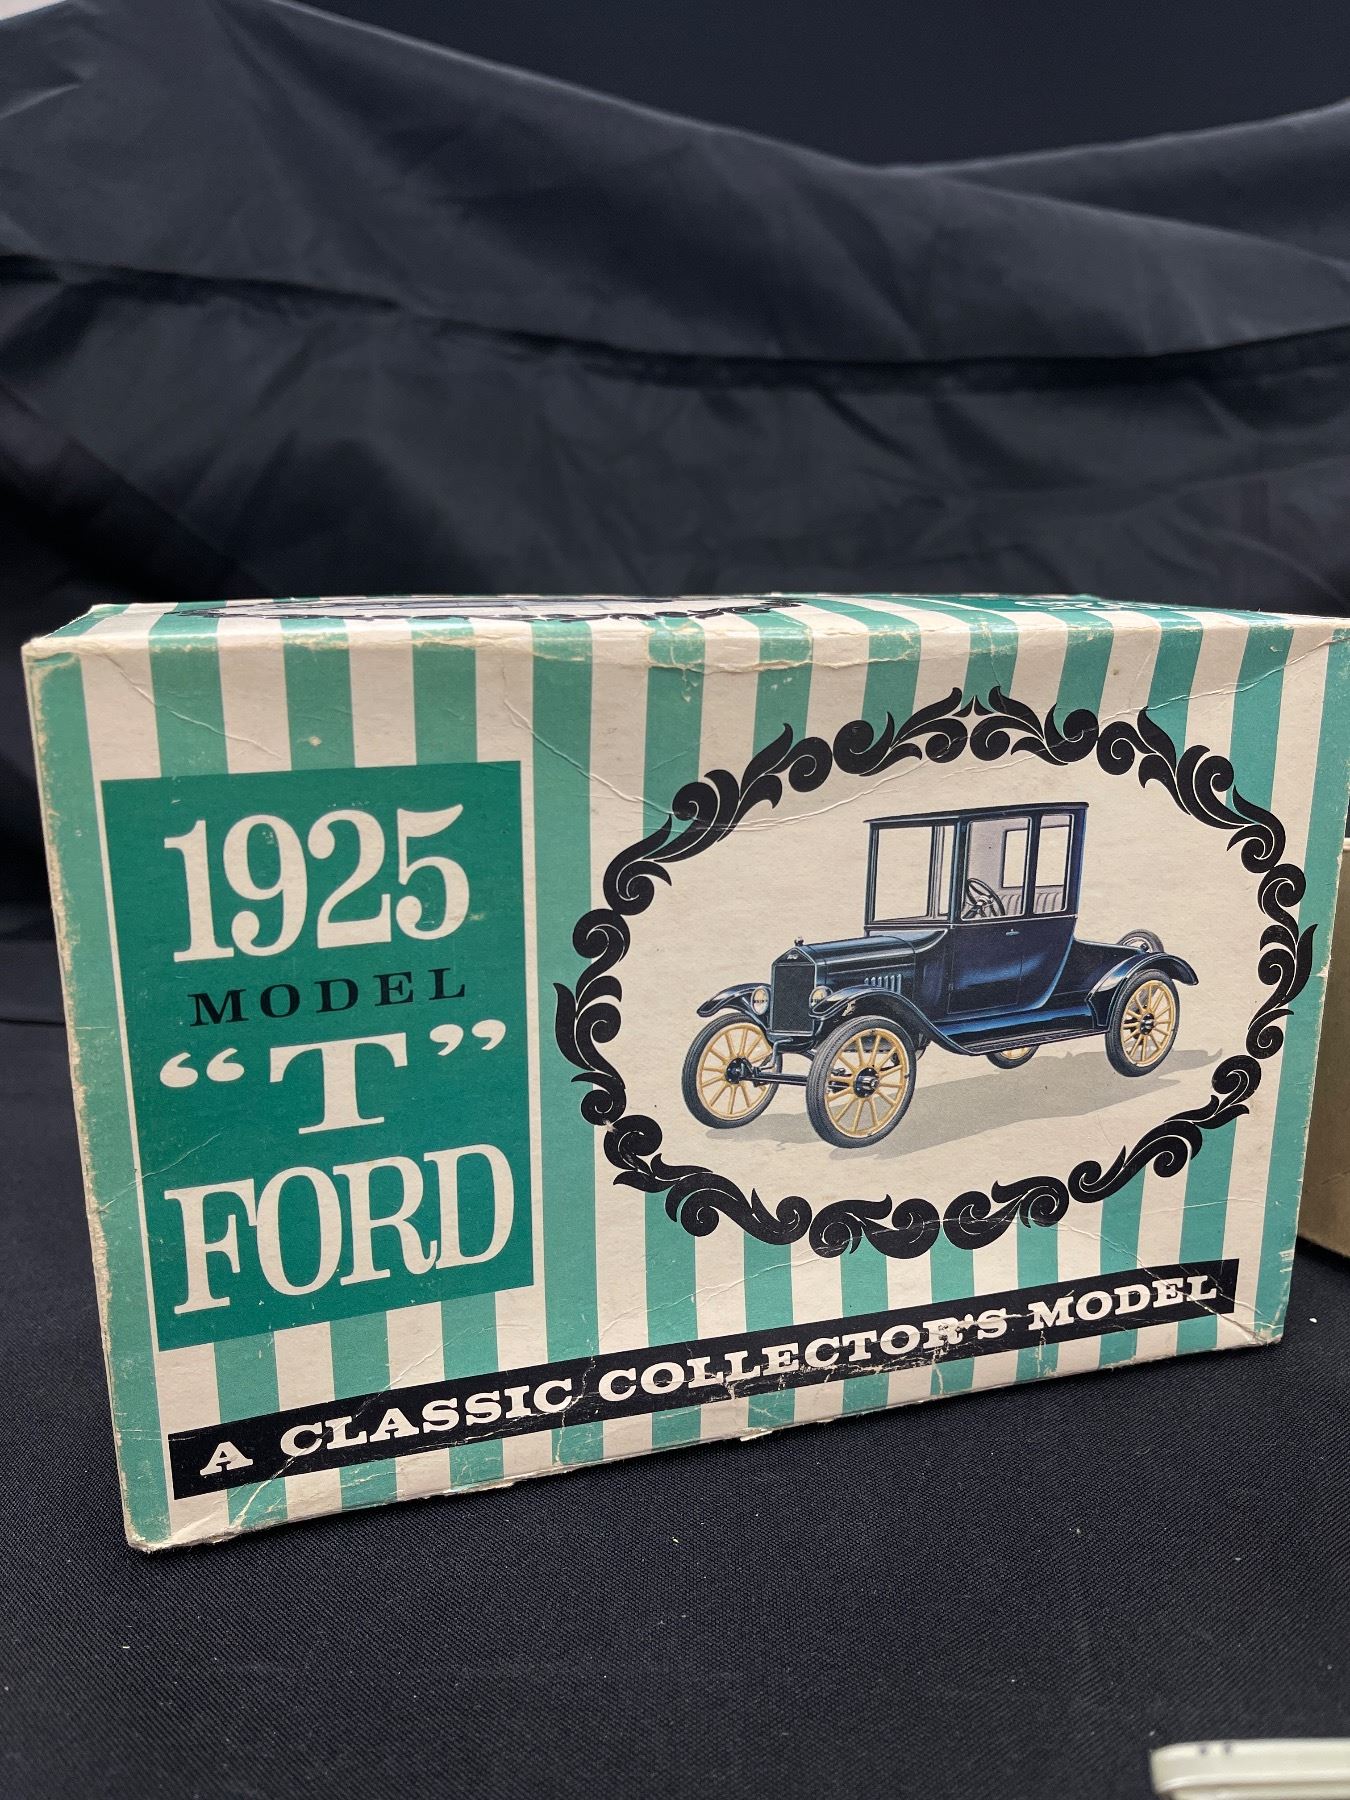 1925
MODEL
“T”
FORD
A CLASSIC COLLECTOR'S MODEL